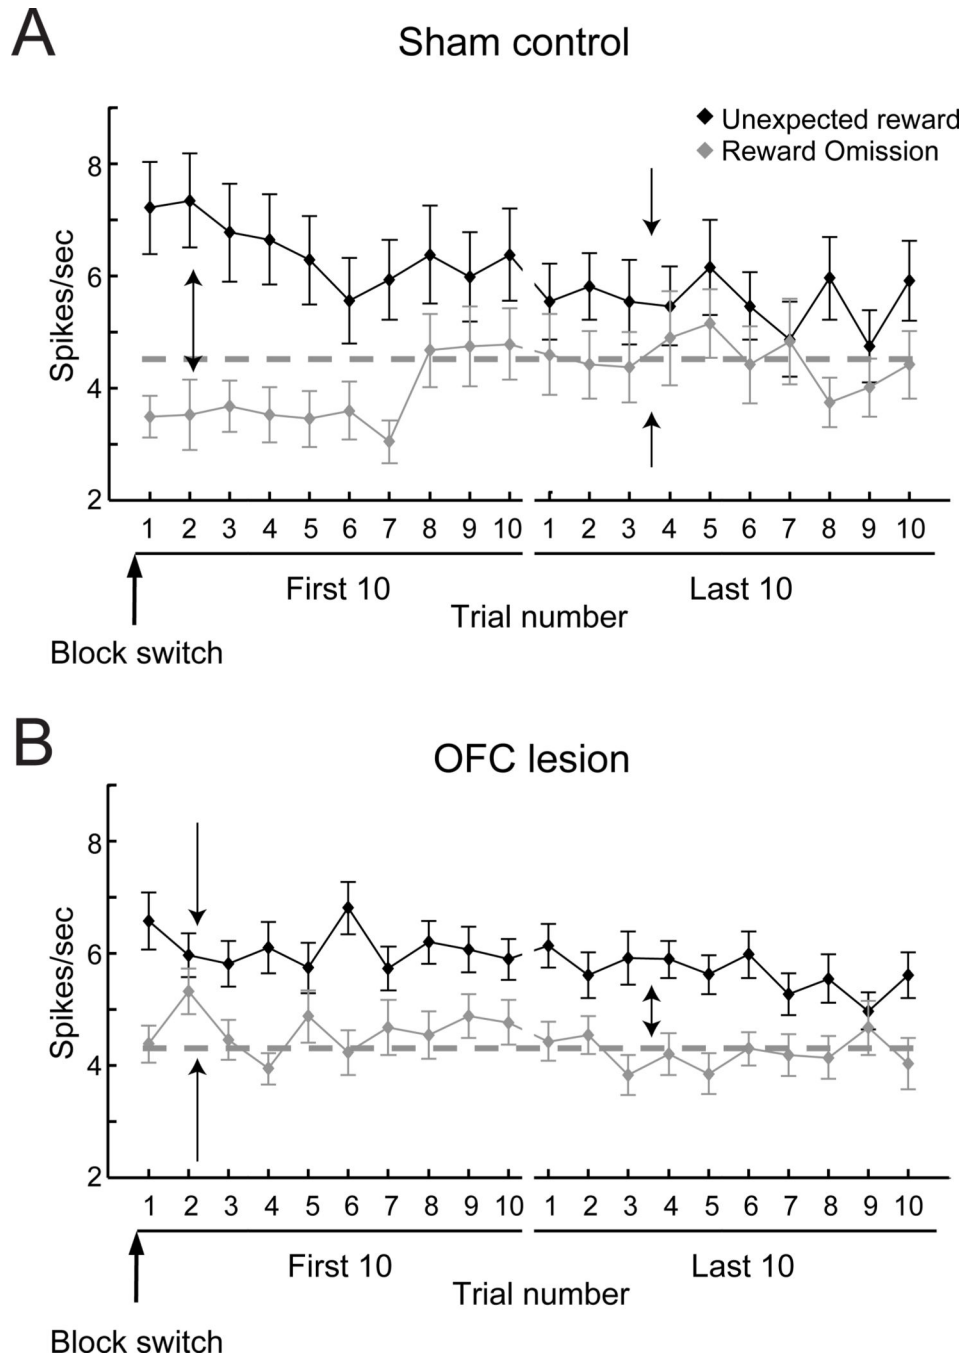 A
Sham control
Unexpected reward
Reward Omission
Spikes/sec
8
6
4
2
1 2 3 4 5 6 7 8 9 10 1 2 3 4 5 6 7 8 9 10
First 10 Last 10
Trial number
Block switch
B
OFC lesion
Spikes/sec
8
6
4
2
1 2 3 4 5 6 7 8 9 10 1 2 3 4 5 6 7 8 9 10
First 10 Last 10
Trial number
Block switch